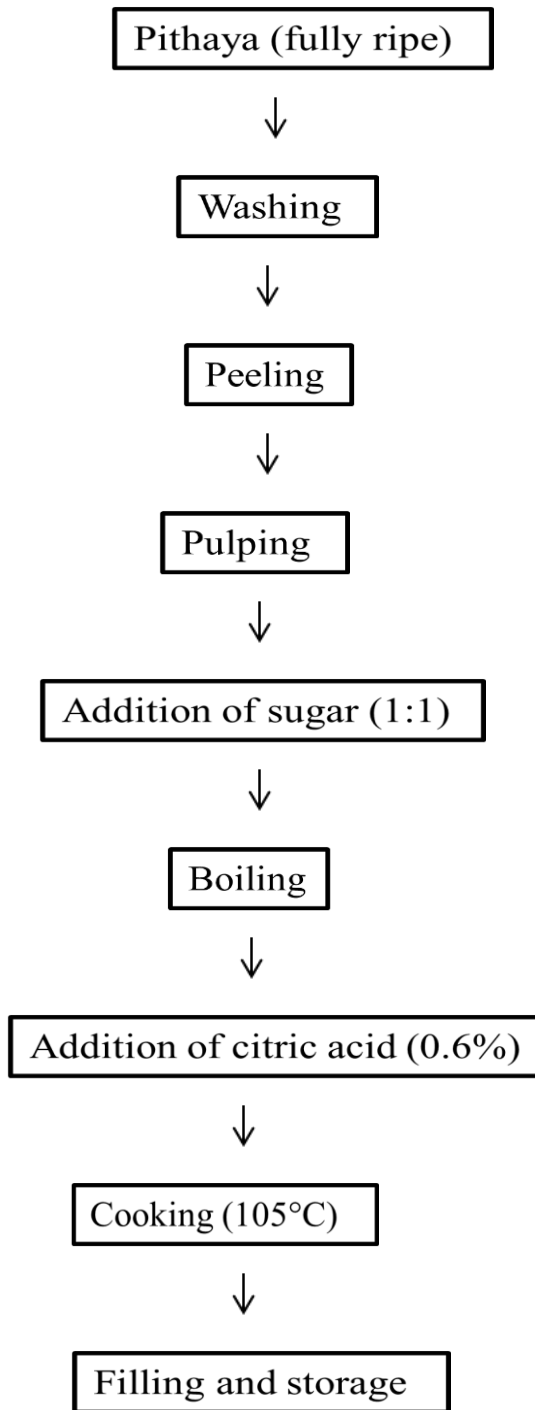 Pithaya (fully ripe)
Washing
Peeling
Pulping
Addition of sugar (1:1)
Boiling
Addition of citric acid (0.6%)
Cooking (105°C)
Filling and storage